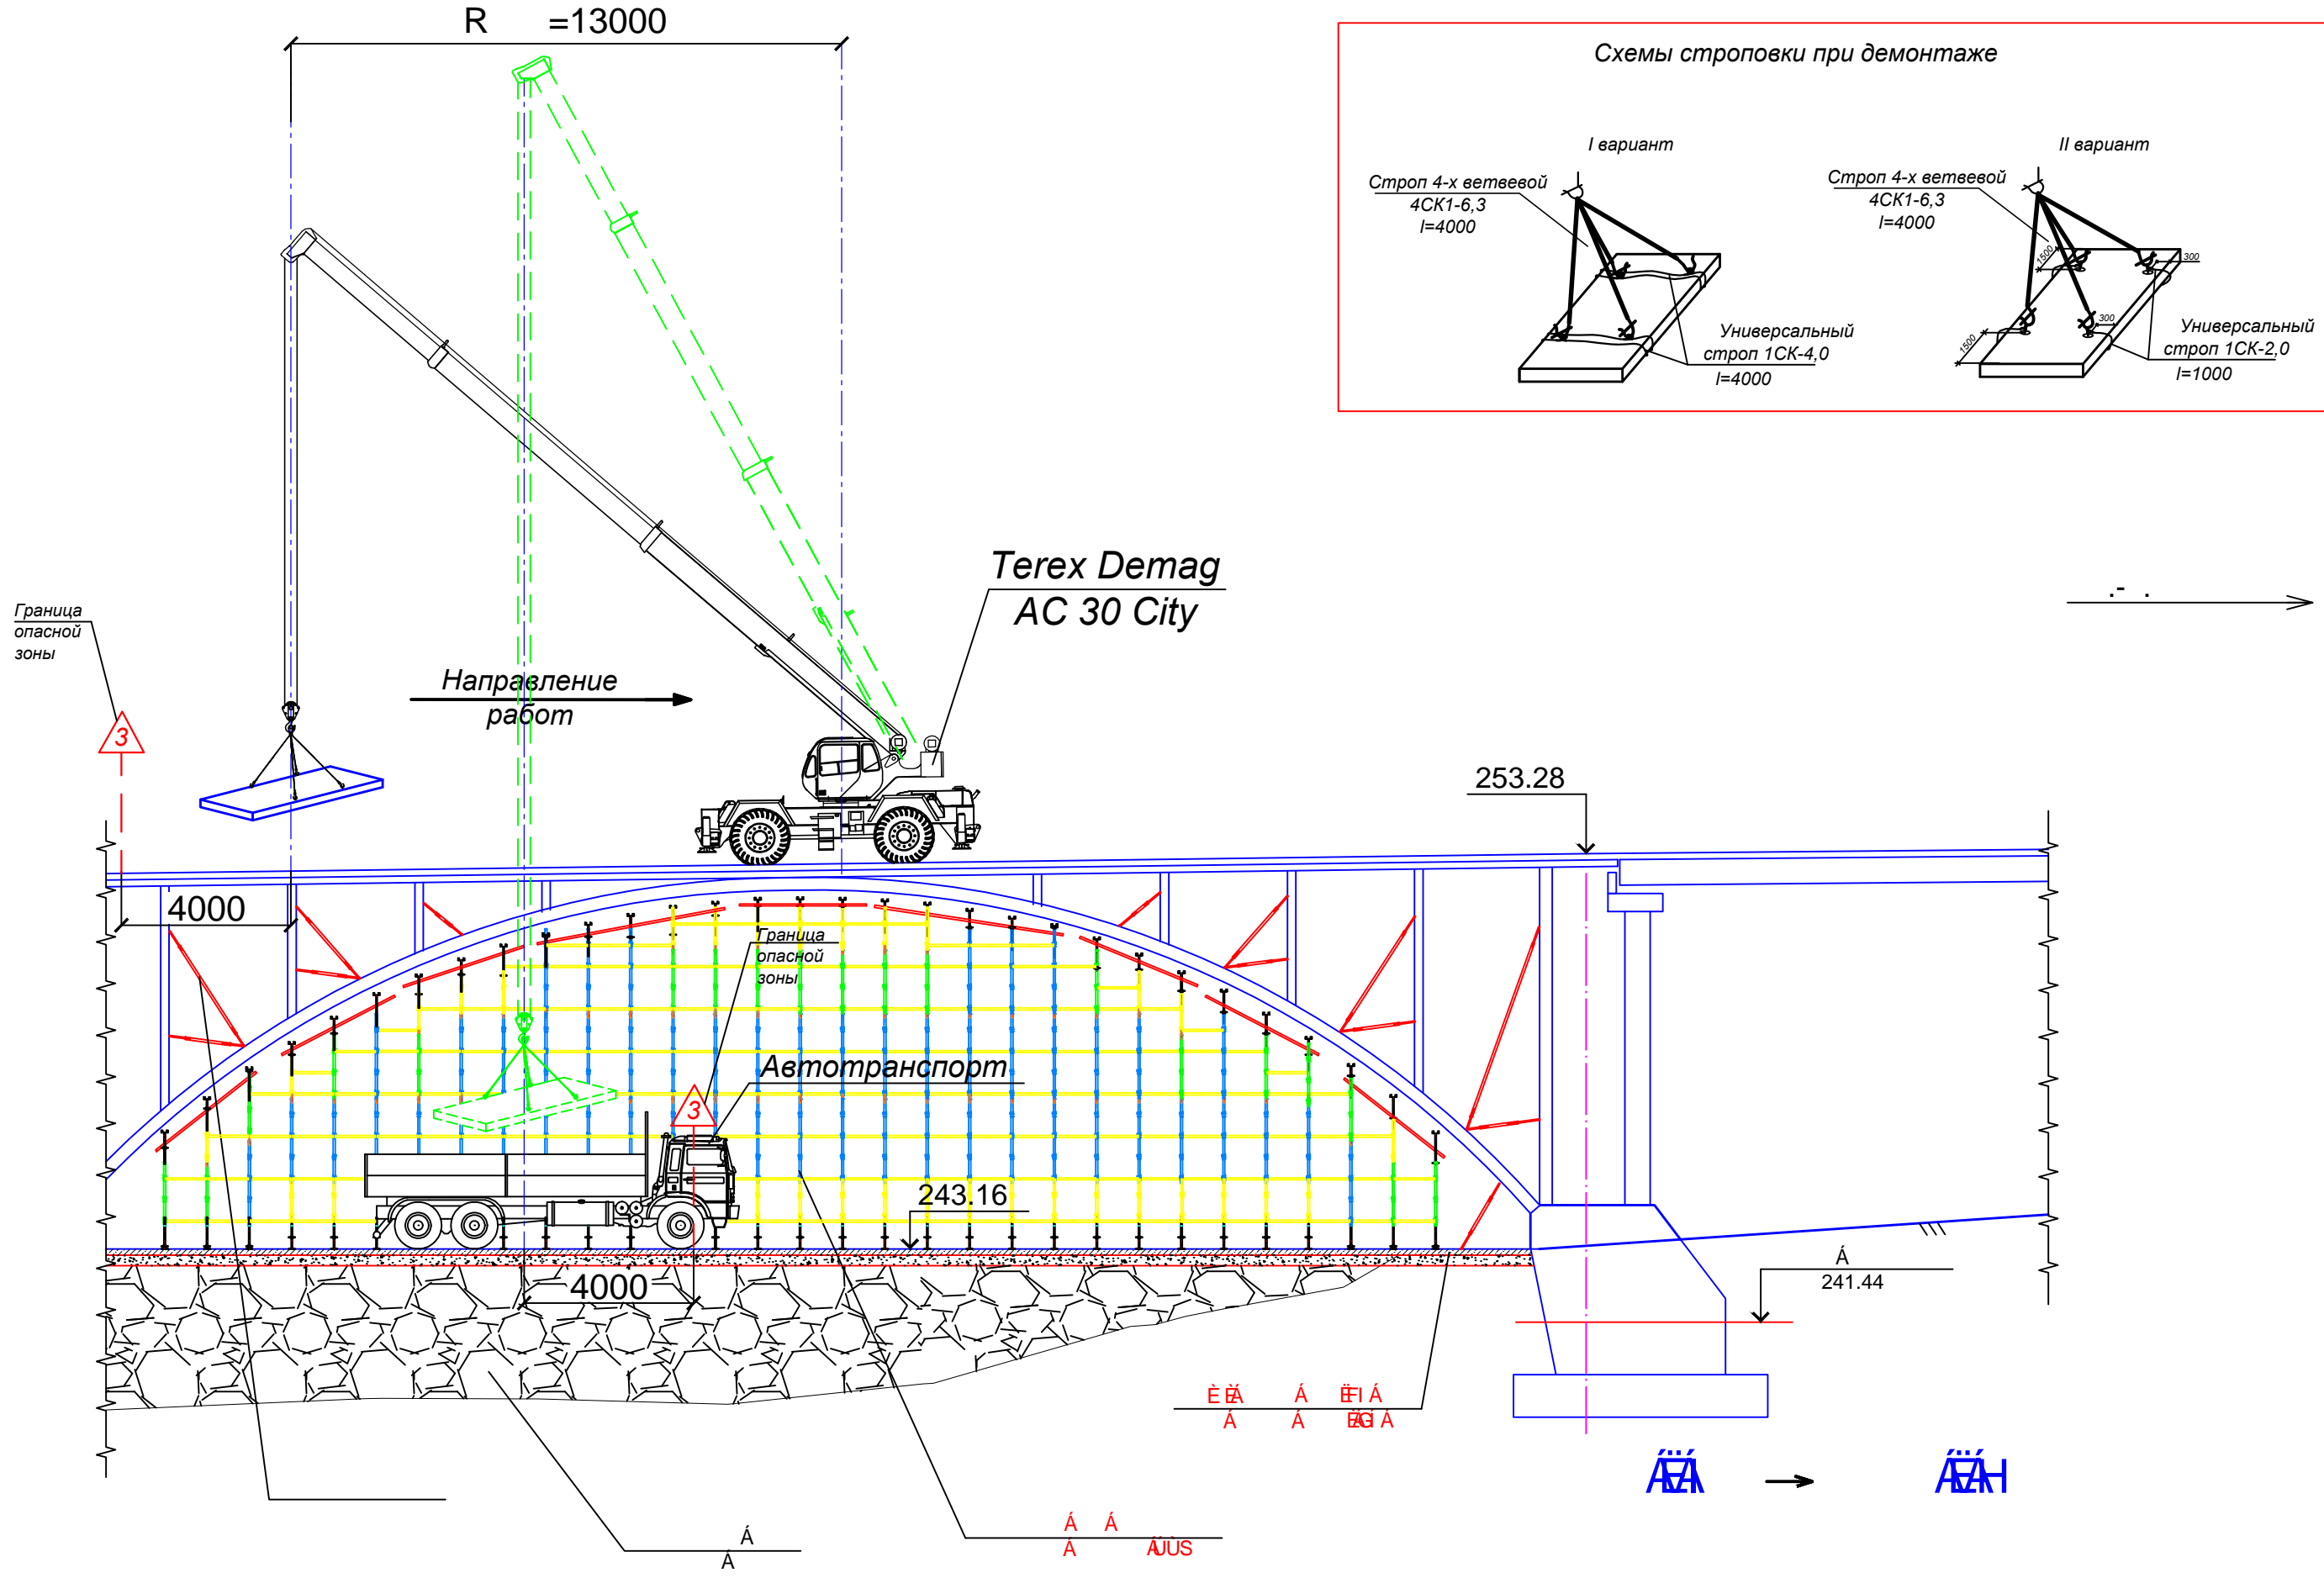 R =13000
Схемы строповки при демонтаже
I вариант
Строп 4-х ветвевой
4СК1-6,3
l=4000
Универсальный
строп 1СК-4,0
l=4000
II вариант
Строп 4-х ветвевой
4СК1-6,3
l=4000
1500
300
300
1500
Универсальный
строп 1СК-2,0
l=1000
Terex Demag
AC 30 City
Граница
опасной
зоны
3
Направление
работ
253.28
4000
Граница
опасной
зоны
Автотранспорт
3
243.16
4000
241.44